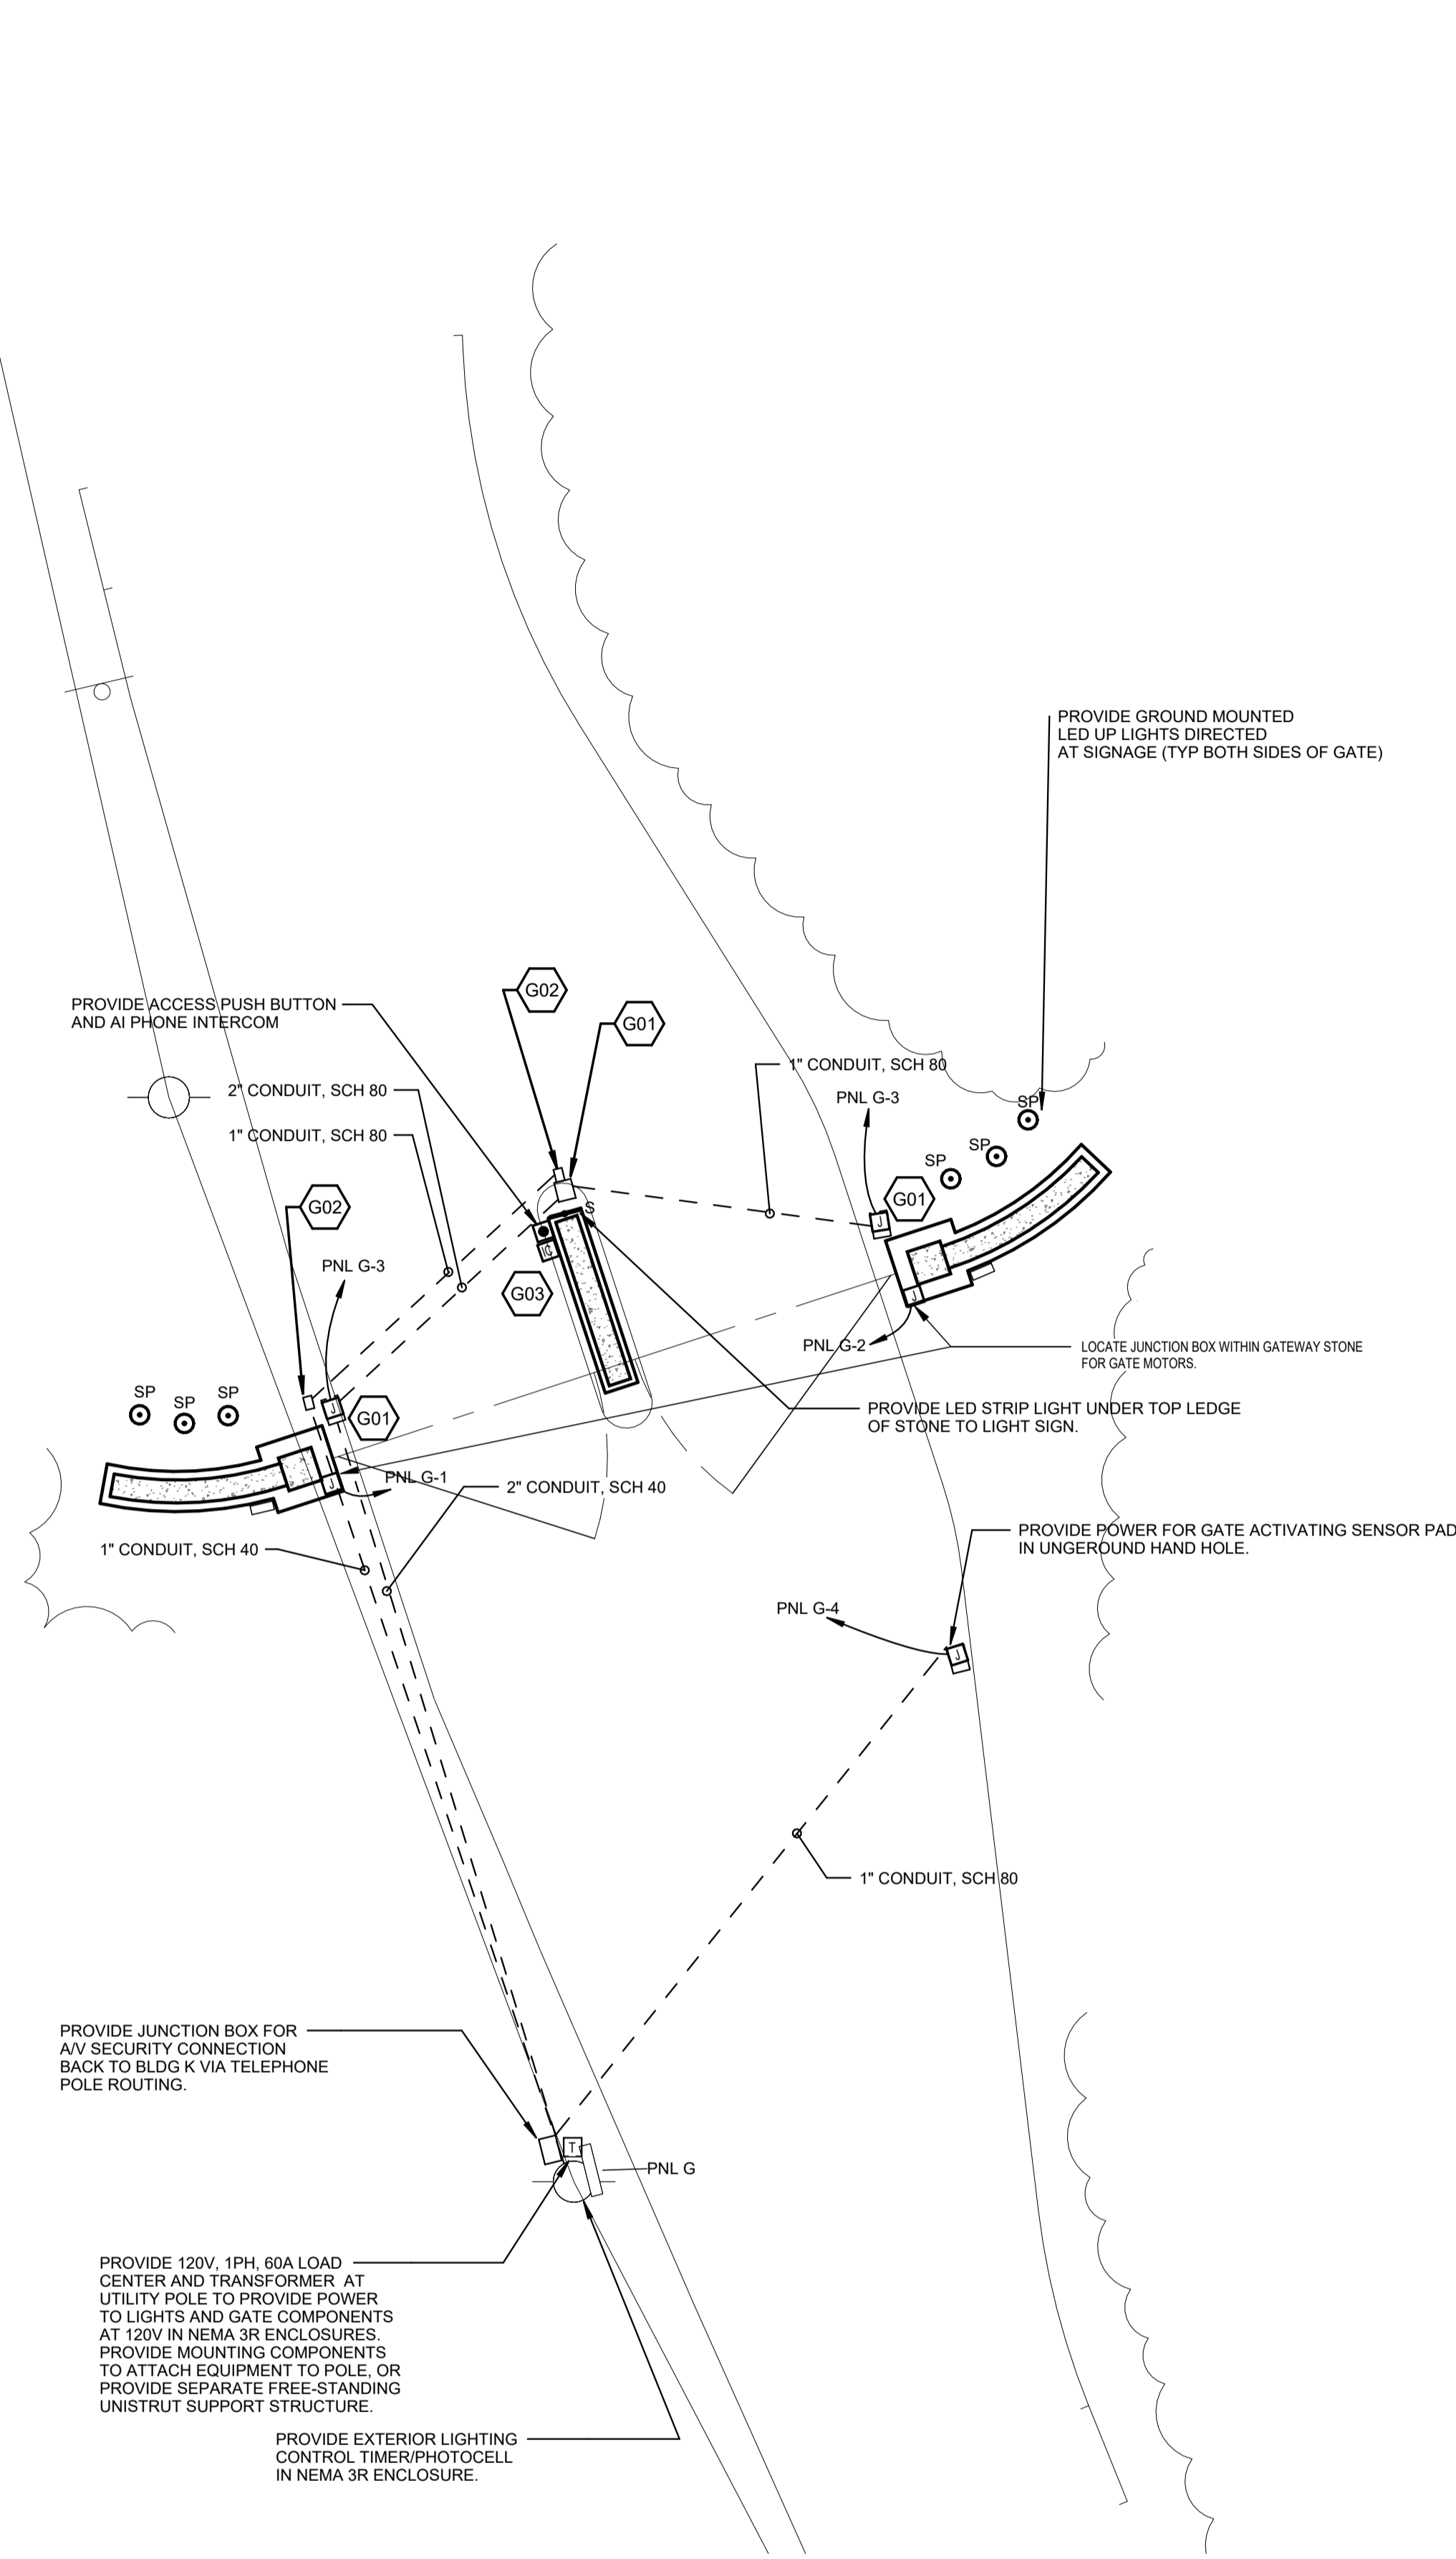 PROVIDE GROUND MOUNTED
LED UP LIGHTS DIRECTED
AT SIGNAGE (TYP BOTH SIDES OF GATE)
G02
PROVIDE ACCESS PUSH BUTTON
AND AI PHONE INTERCOM
G01
1" CONDUIT, SCH 80
2" CONDUIT, SCH 80
PNL G-3
SP
1" CONDUIT, SCH 80
SP
SP
G02
G01
S
J
IC
PNL G-3
G03
J
PNL G-2
LOCATE JUNCTION BOX WITHIN GATEWAY STONE
FOR GATE MOTORS.
SP
SP
SP
J
G01
PROVIDE LED STRIP LIGHT UNDER TOP LEDGE
OF STONE TO LIGHT SIGN.
J
PNL G-1
2" CONDUIT, SCH 40
1" CONDUIT, SCH 40
PROVIDE POWER FOR GATE ACTIVATING SENSOR PAD
IN UNGEROUND HAND HOLE.
PNL G-4
J
1" CONDUIT, SCH 80
PROVIDE JUNCTION BOX FOR
A/V SECURITY CONNECTION
BACK TO BLDG K VIA TELEPHONE
POLE ROUTING.
T
PNL G
PROVIDE 120V, 1PH, 60A LOAD
CENTER AND TRANSFORMER AT
UTILITY POLE TO PROVIDE POWER
TO LIGHTS AND GATE COMPONENTS
AT 120V IN NEMA 3R ENCLOSURES.
PROVIDE MOUNTING COMPONENTS
TO ATTACH EQUIPMENT TO POLE, OR
PROVIDE SEPARATE FREE-STANDING
UNISTRUT SUPPORT STRUCTURE.
PROVIDE EXTERIOR LIGHTING
CONTROL TIMER/PHOTOCELL
IN NEMA 3R ENCLOSURE.